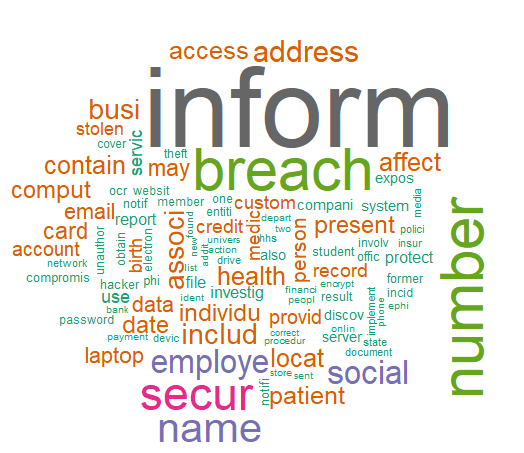 access address
inform
busi
stolen
cover
servic
theft
breach
affect
contain
may
expos
comput
ocr websit
notif
member
one
custom
compani
system
media
email
report
entiti
associ
credit
medic
depart
two
person
present
polici
number
card
account
unauthor
obtain
birth
electron
found
new
univers
action
addit
hhs
also
student
involv
insur
offic
protect
network
compromis
hacker
phi
list
file
drive
health
record
former
incid
ephi
use
bank
data
ident
investig
financi
peopl
encrypt
result
implement
phone
password
date
individu
provid
discov
onlin
payment
devic
includ
correct
procedur
server
state
document
laptop
employe
locat
store
sent
social
secur
notifi
patient
name